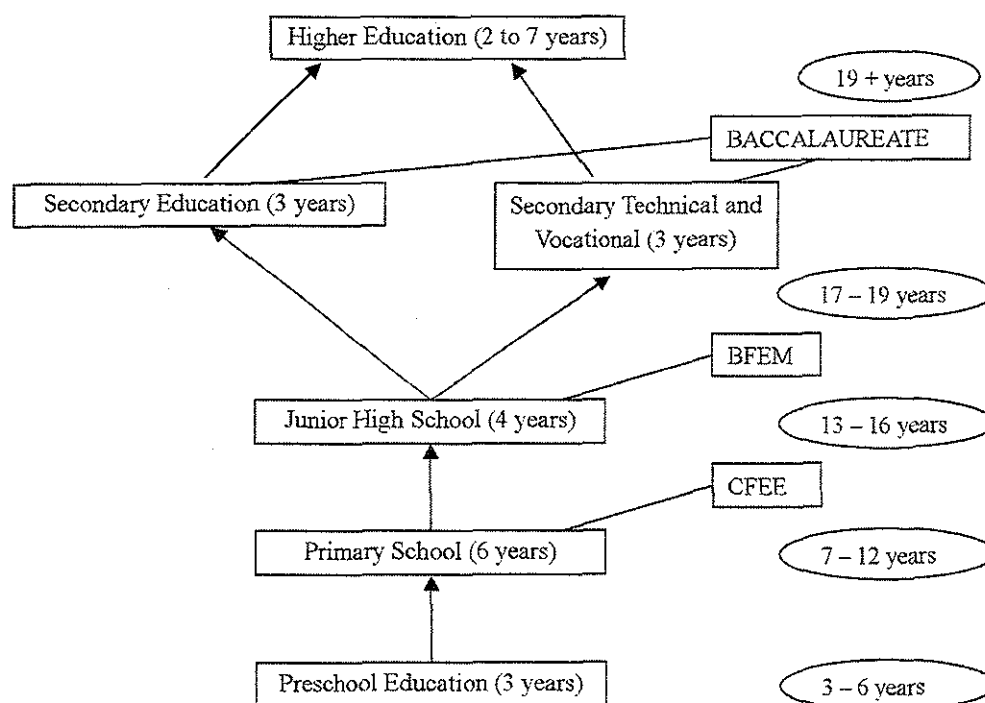 Higher Education (2 to 7 years)
19 + years
BACCALAUREATE
Secondary Education (3 years)
Secondary Technical and
Vocational (3 years)
17 – 19 years
BFEM
Junior High School (4 years)
13 – 16 years
CFEE
Primary School (6 years)
7 – 12 years
Preschool Education (3 years)
3 – 6 years